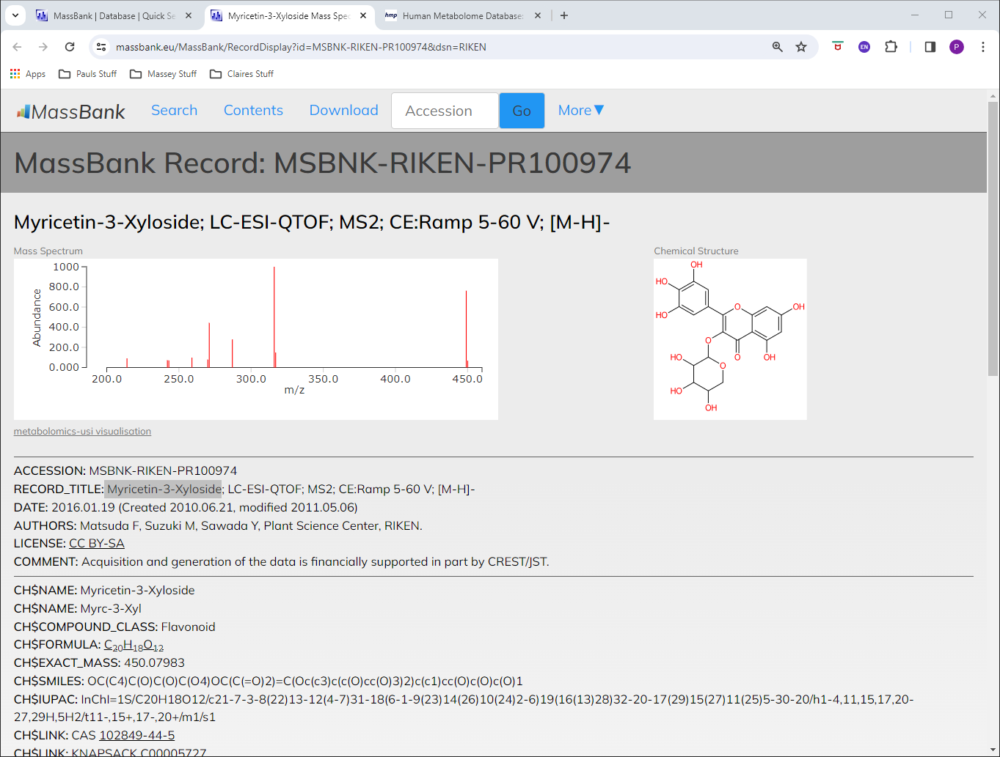 MassBank | Database | Quick Se
Myricetin-3-Xyloside Mass Spec
hmp Human Metabolome Database:
massbank.eu/MassBank/RecordDisplay?id=MSBNK-RIKEN-PR100974&dsn=RIKEN
EN
P
Apps Pauls Stuff Massey Stuff Claires Stuff
MassBank Search Contents Download Accession Go More▼
MassBank Record: MSBNK-RIKEN-PR100974
Myricetin-3-Xyloside; LC-ESI-QTOF; MS2; CE:Ramp 5-60 V; [M-H]-
Mass Spectrum
1000
800.0
600.0
400.0
200.0
0.000
Abundance
200.0 250.0 300.0 350.0 400.0 450.0
m/z
Chemical Structure
OH
HO
HO
O
OH
O
O
OH
HO
O
HO
OH
metabolomics-usi visualisation
ACCESSION: MSBNK-RIKEN-PR100974
RECORD_TITLE: Myricetin-3-Xyloside; LC-ESI-QTOF; MS2; CE:Ramp 5-60 V; [M-H]-
DATE: 2016.01.19 (Created 2010.06.21, modified 2011.05.06)
AUTHORS: Matsuda F, Suzuki M, Sawada Y, Plant Science Center, RIKEN.
LICENSE: CC BY-SA
COMMENT: Acquisition and generation of the data is financially supported in part by CREST/JST.
CH$NAME: Myricetin-3-Xyloside
CH$NAME: Myrc-3-Xyl
CH$COMPOUND_CLASS: Flavonoid
CH$FORMULA: C20H18O12
CH$EXACT_MASS: 450.07983
CH$SMILES: OC(C4)C(O)C(O)C(O4)OC(C(=O)2)=C(Oc(c3)c(c(O)cc(O)3)2)c(c1)cc(O)c(O)c(O)1
CH$IUPAC: InChI=1S/C20H18O12/c21-7-3-8(22)13-12(4-7)31-18(6-1-9(23)14(26)10(24)2-6)19(16(13)28)32-20-17(29)15(27)11(25)5-30-20/h1-4,11,15,17,20-
27,29H,5H2/t11-,15+,17-,20+/m1/s1
CH$LINK: CAS 102849-44-5
CH$LINK: KNAPSACK C00005727